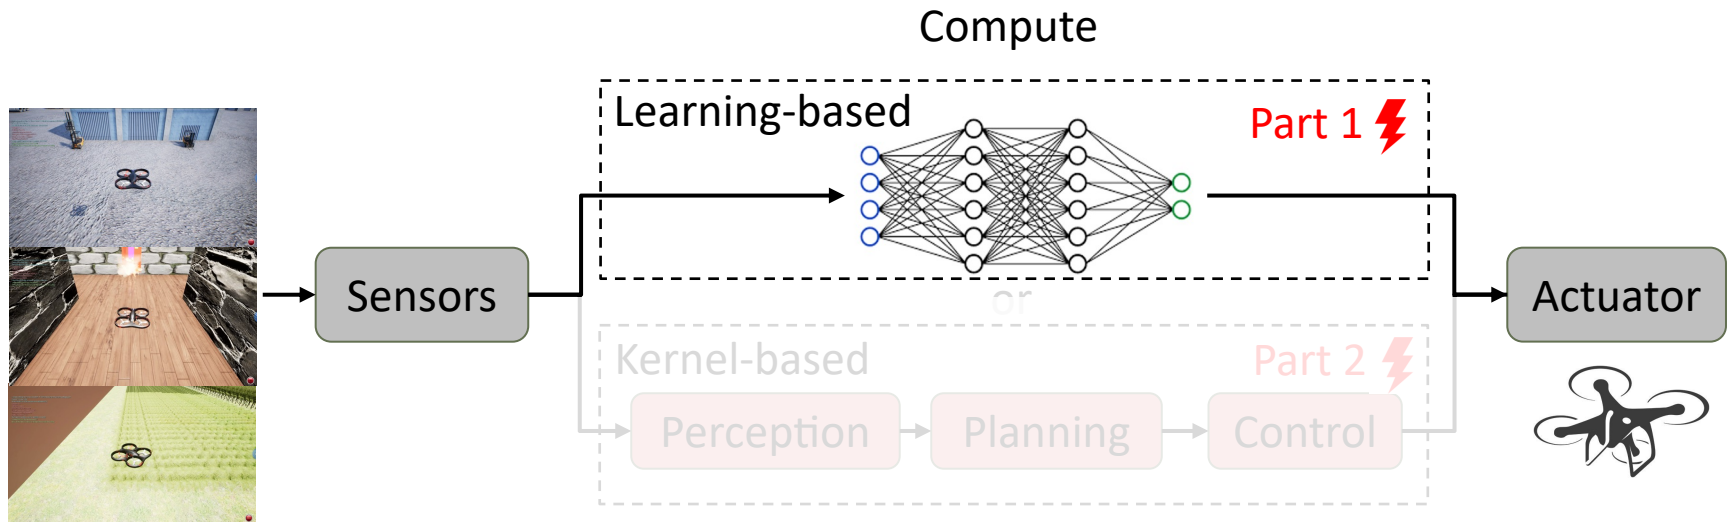 Compute
Learning-based
Part 1
Sensors
or
Actuator
Kernel-based
Part 2
Perception
Planning
Control